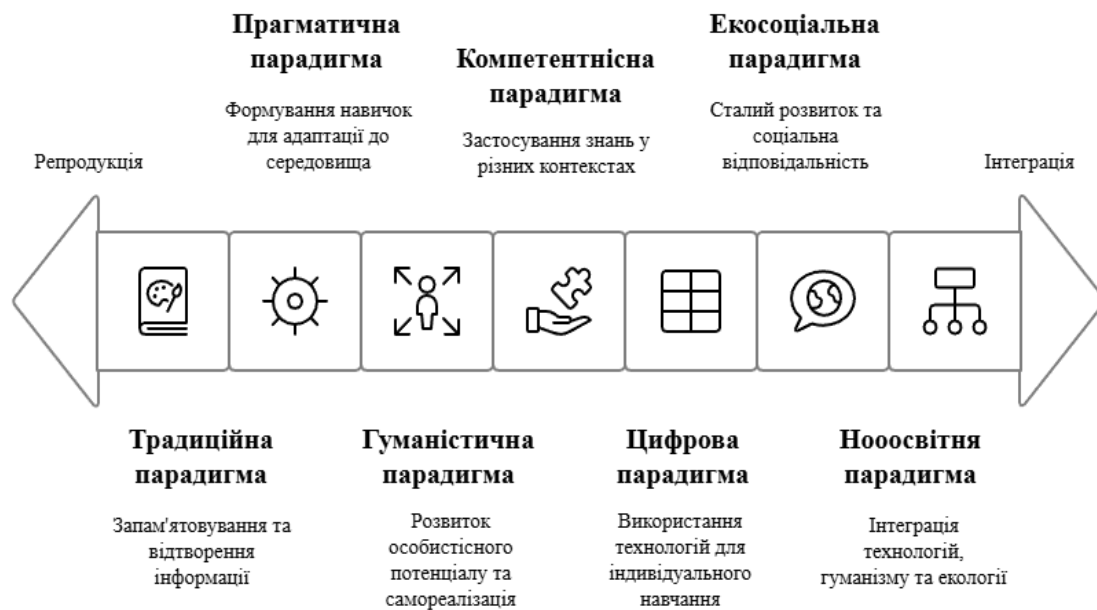 Прагматична
парадигма
Формування навичок
для адаптації до
середовища
Компетентнісна
парадигма
Застосування знань у
різних контекстах
Екосоціальна
парадигма
Сталий розвиток та
соціальна
відповідальність
Репродукція
Інтеграція
Традиційна
парадигма
Запам'ятовування та
відтворення
інформації
Гуманістична
парадигма
Розвиток
особистісного
потенціалу та
самореалізація
Цифрова
парадигма
Використання
технологій для
індивідуального
навчання
Нооосвітня
парадигма
Інтеграція
технологій,
гуманізму та екології